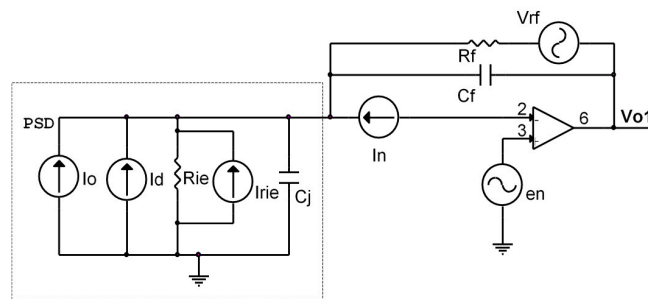 Vrf
Rf
Cf
PSD
2
6
Vo1
3
In
Io
Id
Rie
Irie
Cj
en